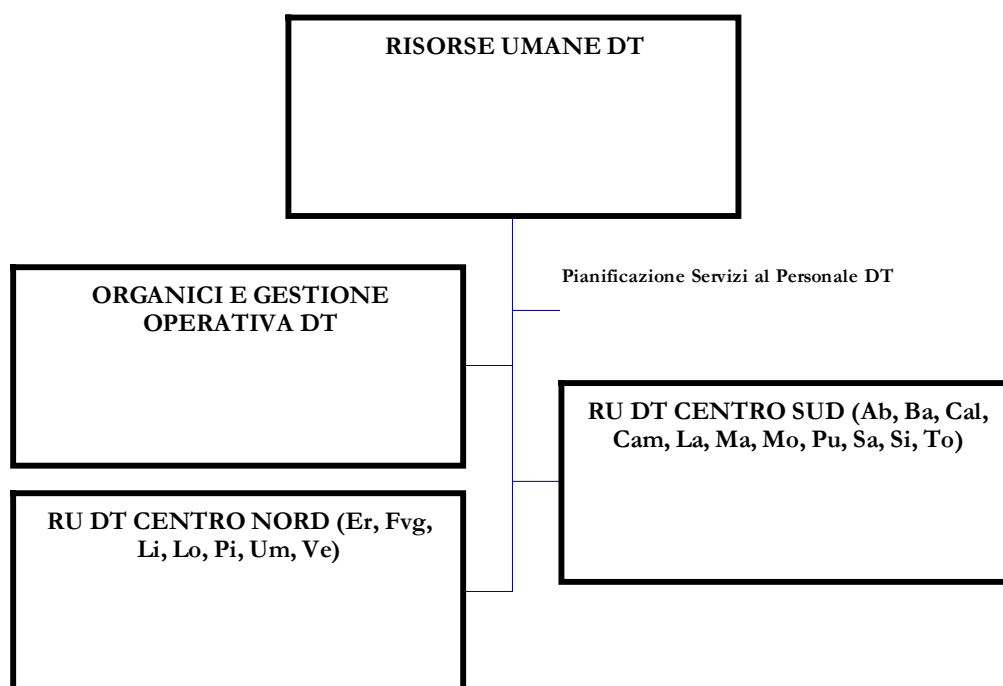 RISORSE UMANE DT
Pianificazione Servizi al Personale DT
ORGANICI E GESTIONE
OPERATIVA DT
RU DT CENTRO SUD (Ab, Ba, Cal,
Cam, La, Ma, Mo, Pu, Sa, Si, To)
RU DT CENTRO NORD (Er, Fvg,
Li, Lo, Pi, Um, Ve)